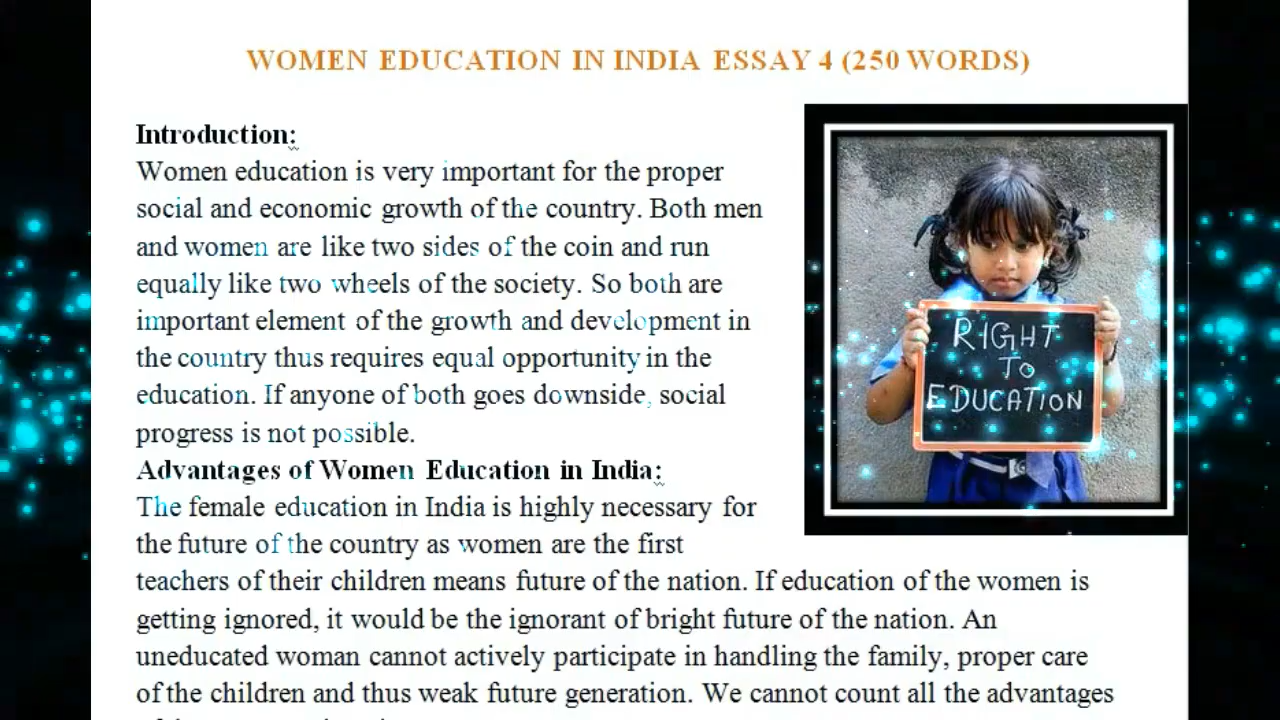 WOMEN EDUCATION IN INDIA ESSAY 4 (250 WORDS)
Introduction:
Women education is very important for the proper
social and economic growth of the country. Both men
and women are like two sides of the coin and run
equally like two wheels of the society. So both are
important element of the growth and development in
the country thus requires equal opportunity in the
education. If anyone of both goes downside, social
progress is not possible.
RIGHT
TO
EDUCATION
Advantages of Women Education in India:
The female education in India is highly necessary for
the future of the country as women are the first
teachers of their children means future of the nation. If education of the women is
getting ignored, it would be the ignorant of bright future of the nation. An
uneducated woman cannot actively participate in handling the family, proper care
of the children and thus weak future generation. We cannot count all the advantages